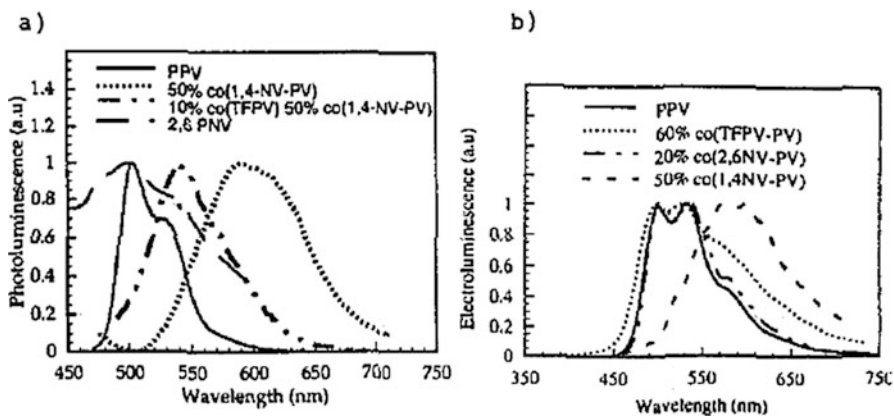 a)
Photoluminescence (a.u)
1.4
1.2
1
0.8
0.6
0.4
0.2
0
PPV
50% co(1,4-NV-PV)
10% co(TFPV) 50% co(1,4-NV-PV)
2,6 PNV
450 500 550 600 650 700 750
Wavelength (nm)
b)
Electroluminescence (a.u)
1
0.8
0.6
0.4
0.2
0
PPV
60% co(TFPV-PV)
20% co(2,6NV-PV)
50% co(1,4NV-PV)
350 450 550 650 750
Wavelength (nm)